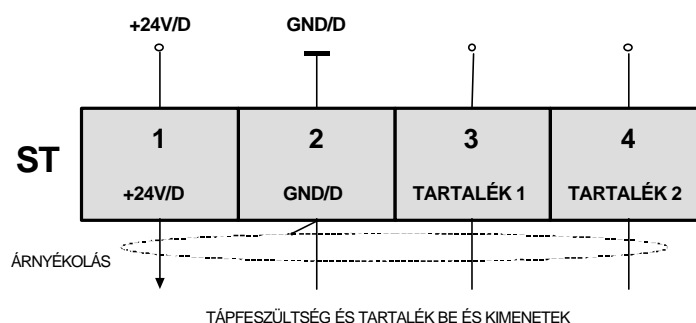 +24V/D GND/D
1 2 3 4
ST
+24V/D GND/D TARTALÉK 1 TARTALÉK 2
ÁRNYÉKOLÁS
TÁPFESZÜLTSÉG ÉS TARTALÉK BE ÉS KIMENETEK